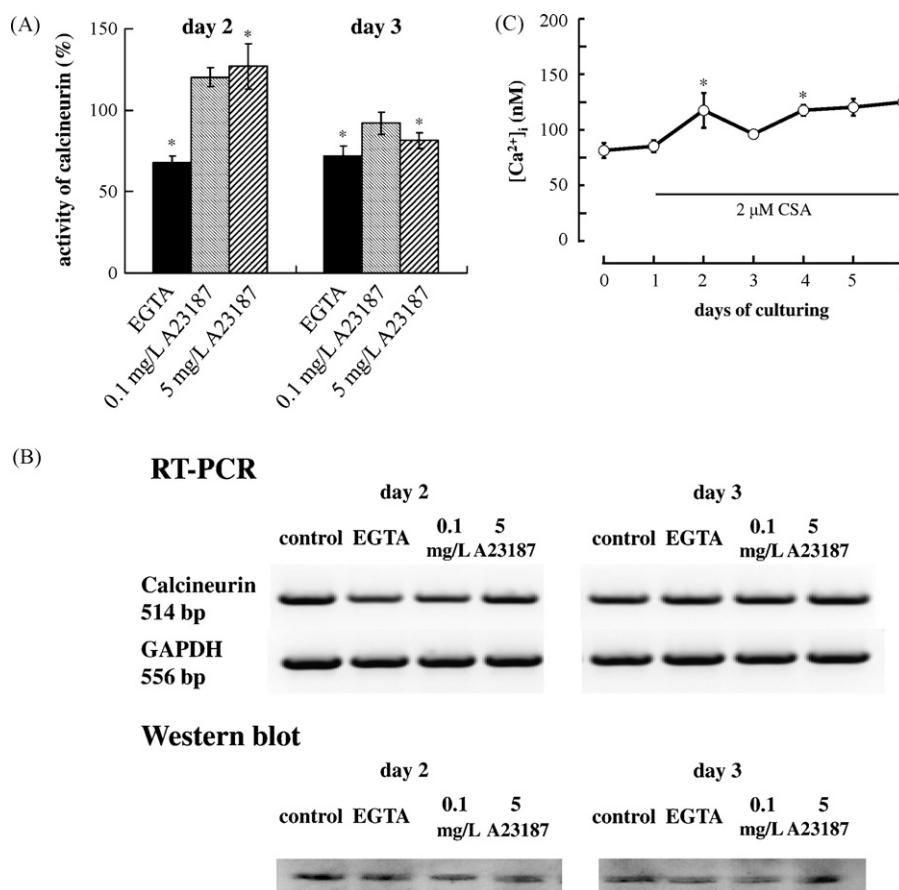 (A)
day 2 day 3
activity of calcineurin (%)
150
100
50
0
* * * *
EGTA
0.1 mg/L A23187
5 mg/L A23187
EGTA
0.1 mg/L A23187
5 mg/L A23187
(C)
[Ca²⁺]ᵢ (nM)
200
150
100
50
0
* *
2 μM CSA
0 1 2 3 4 5
days of culturing
(B)
RT-PCR
day 2 day 3
control EGTA 0.1 5 control EGTA 0.1 5
mg/L A23187 mg/L A23187
Calcineurin
514 bp
GAPDH
556 bp
Western blot
day 2 day 3
control EGTA 0.1 5 control EGTA 0.1 5
mg/L A23187 mg/L A23187